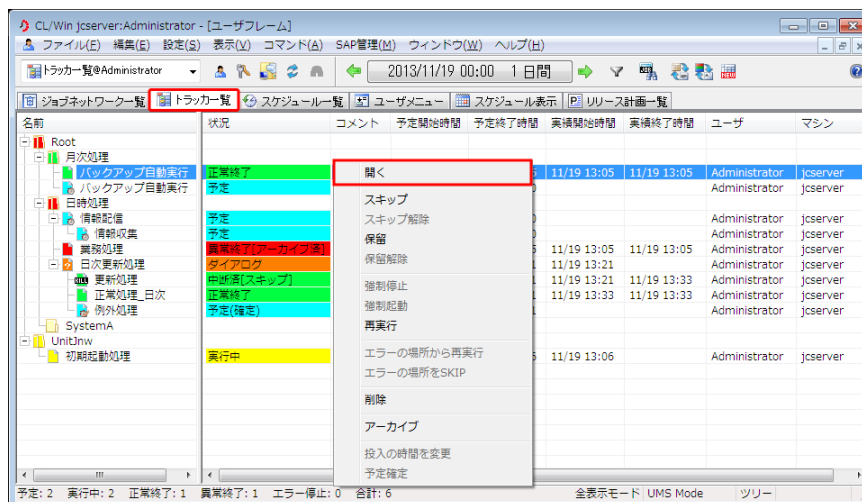 CL/Win jcserver:Administrator - [ユーザフレーム]
ファイル(F) 編集(E) 設定(S) 表示(V) コマンド(A) SAP管理(M) ウィンドウ(W) ヘルプ(H)
トラッカ一覧@Administrator 2013/11/19 00:00 1 日間
ジョブネットワーク一覧 トラッカ一覧 スケジュール一覧 ユーザメニュー スケジュール表示 リリース計画一覧
名前 状況 コメント 予定開始時間 予定終了時間 実績開始時間 実績終了時間 ユーザ マシン
Root
月次処理
バックアップ自動実行 正常終了 11/19 13:05 11/19 13:05 Administrator jcserver
バックアップ自動実行 予定 Administrator jcserver
日時処理
情報配信 予定 Administrator jcserver
情報収集 予定 Administrator jcserver
業務処理 異常終了[アーカイブ済] 11/19 13:05 11/19 13:05 Administrator jcserver
日次更新処理 ダイアログ 11/19 13:21 Administrator jcserver
更新処理 中断済[スキップ] 11/19 13:21 11/19 13:33 Administrator jcserver
正常処理_日次 正常終了 11/19 13:33 11/19 13:33 Administrator jcserver
例外処理 予定(確定) Administrator jcserver
SystemA
UnitJnw
初期起動処理 実行中 11/19 13:06 Administrator jcserver
開く
スキップ
スキップ解除
保留
保留解除
強制停止
強制起動
再実行
エラーの場所から再実行
エラーの場所をSKIP
削除
アーカイブ
投入の時間を変更
予定確定
予定: 2 実行中: 2 正常終了: 1 異常終了: 1 エラー停止: 0 合計: 6 全表示モード UMS Mode ツリー